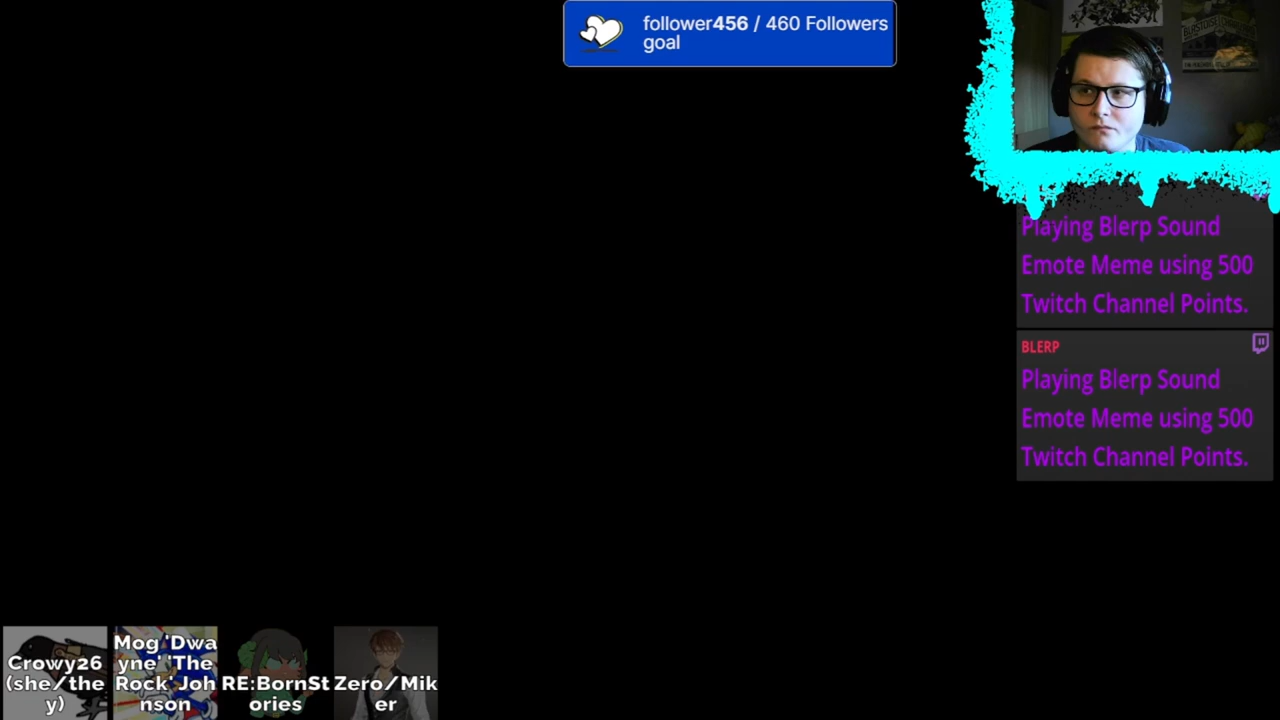 follower456 / 460 Followers
goal
Playing Blerp Sound
Emote Meme using 500
Twitch Channel Points.
BLERP
Playing Blerp Sound
Emote Meme using 500
Twitch Channel Points.
Crowy26
(she/the
y)
Mog 'Dwa
yne' 'The
Rock' Joh
nson
RE:BornSt
ories
Zero/Mik
er